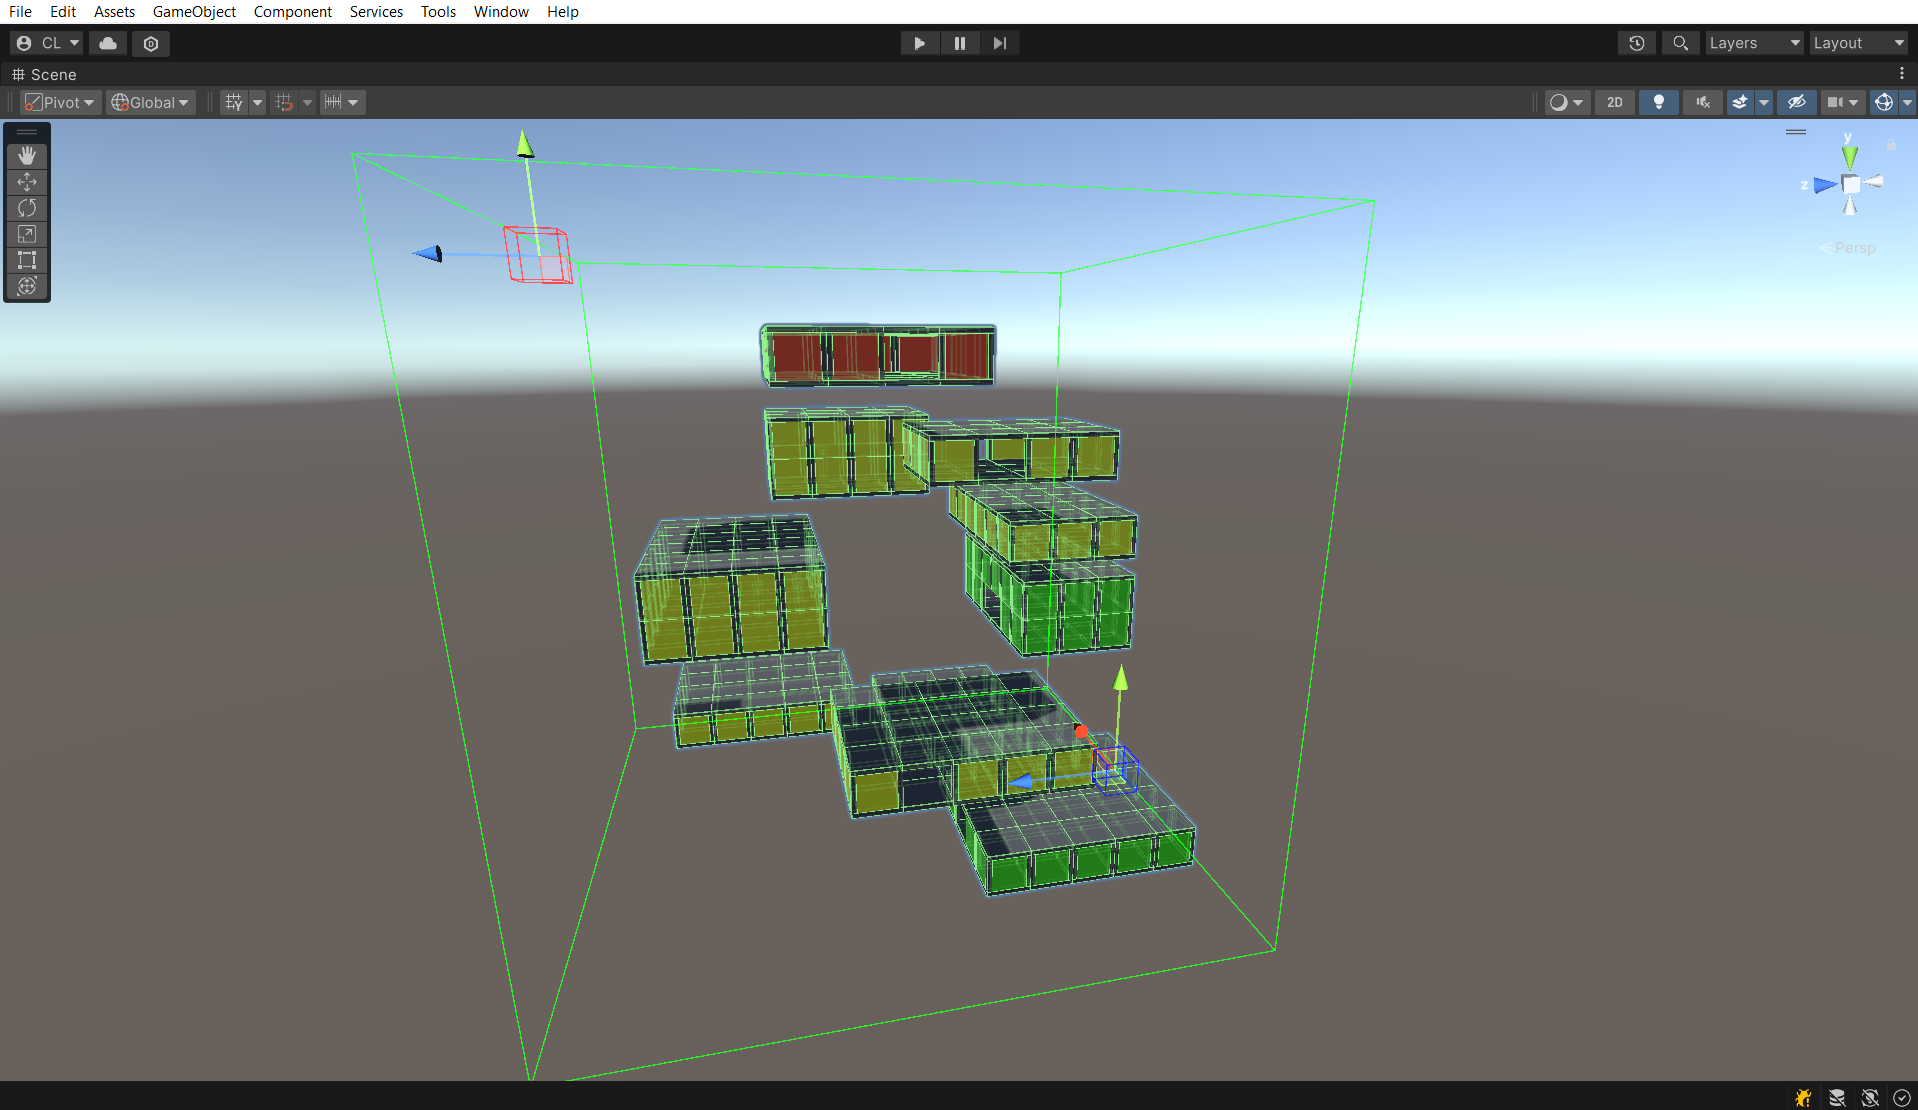 File Edit Assets GameObject Component Services Tools Window Help
CL Layers Layout
Scene
Pivot Global Y 2D
y
z
Persp